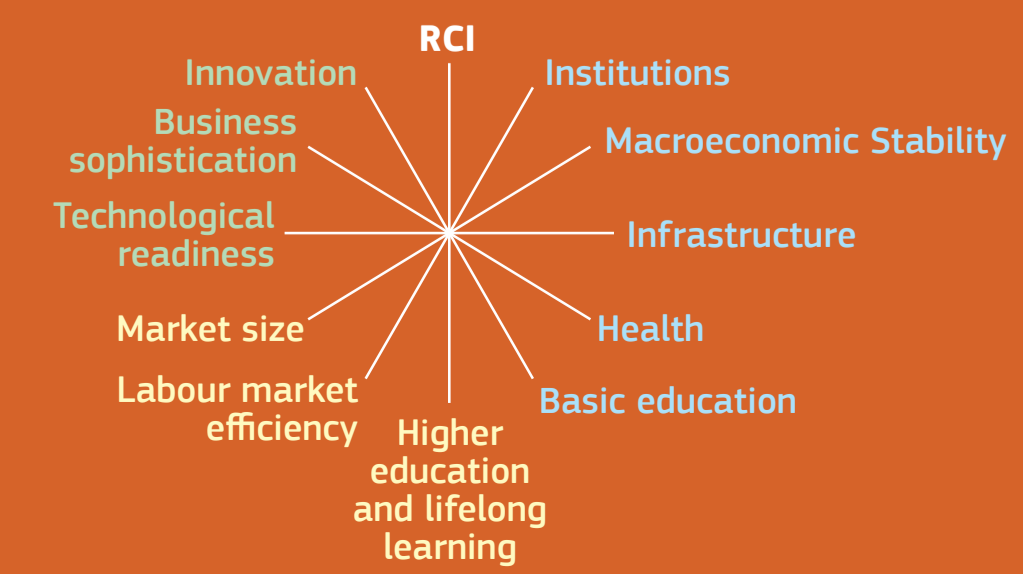 RCI
Institutions
Macroeconomic Stability
Infrastructure
Health
Basic education
Higher
education
and lifelong
learning
Labour market
efficiency
Market size
Technological
readiness
Business
sophistication
Innovation